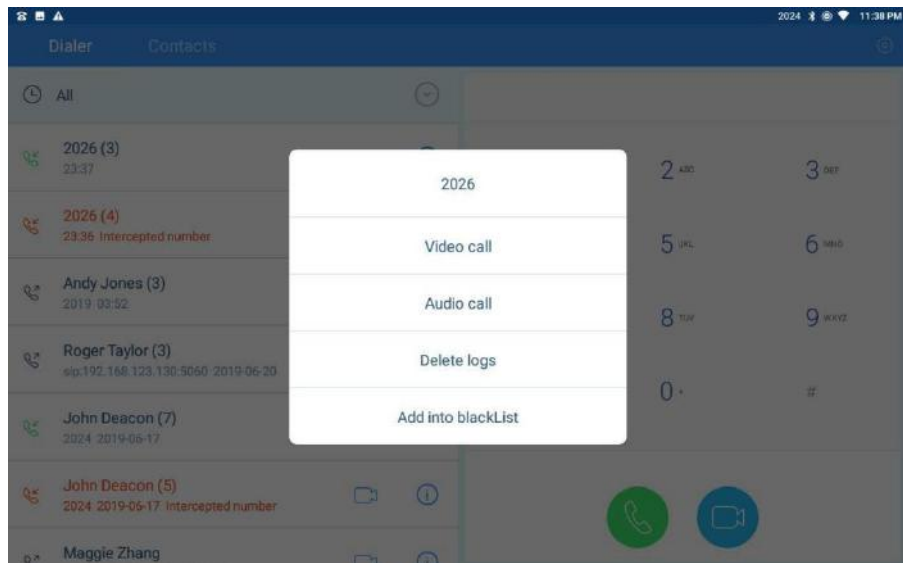 2024 11:38 PM
Dialer Contacts
All
2026 (3)
23:37
2026 (4)
23:36 Intercepted number
Andy Jones (3)
2019 03:52
Roger Taylor (3)
sip:192.168.123.130:5060 2019-06-20
John Deacon (7)
2024 2019-06-17
John Deacon (5)
2024 2019-06-17 Intercepted number
Maggie Zhang
2026
Video call
Audio call
Delete logs
Add into blackList
2 ABC 3 DEF
5 JKL 6 MNO
8 TUV 9 WXYZ
0 #